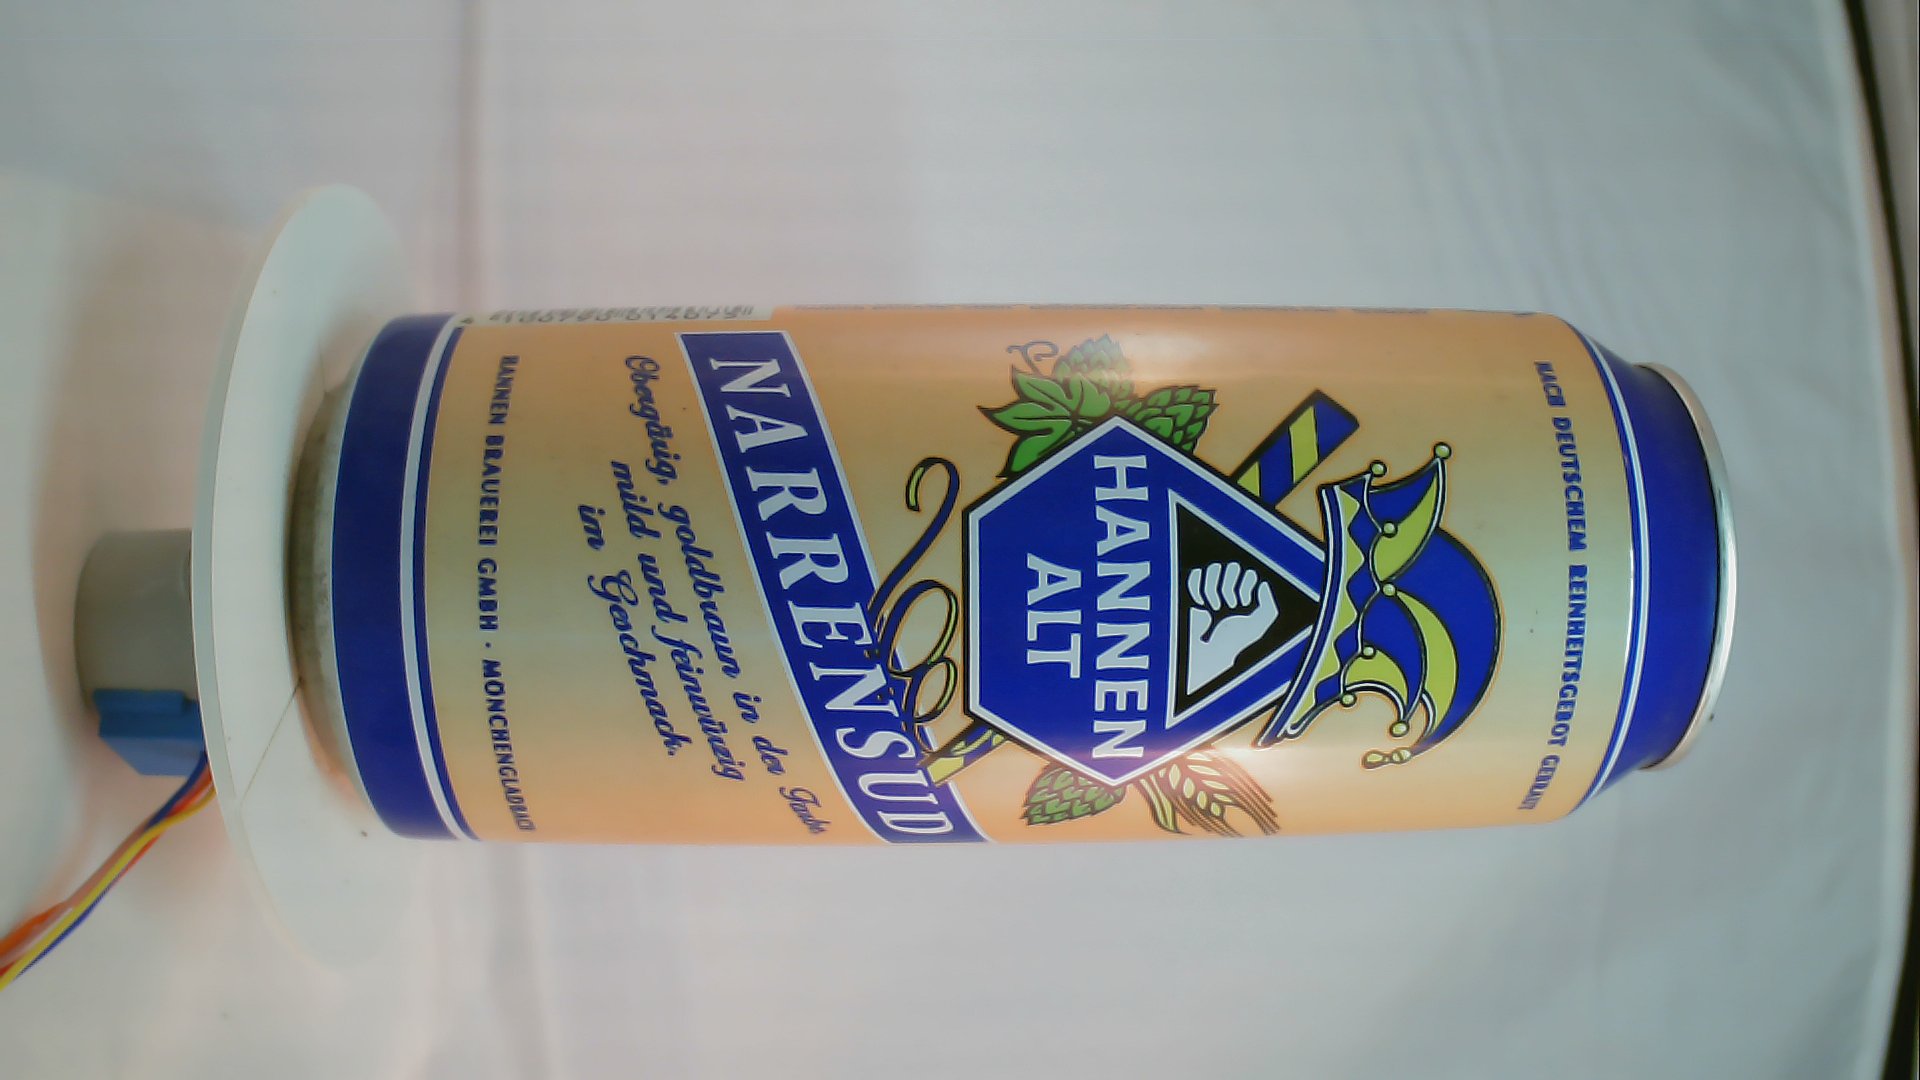 NACH DEUTSCHEM REINHEITSGEBOT GEBRAUT
HANNEN
ALT
NARRENSUD
Obergärig, goldbraun in der Farbe
mild und feinwürzig
im Geschmack.
HANNEN BRAUEREI GMBH · MÖNCHENGLADBACH